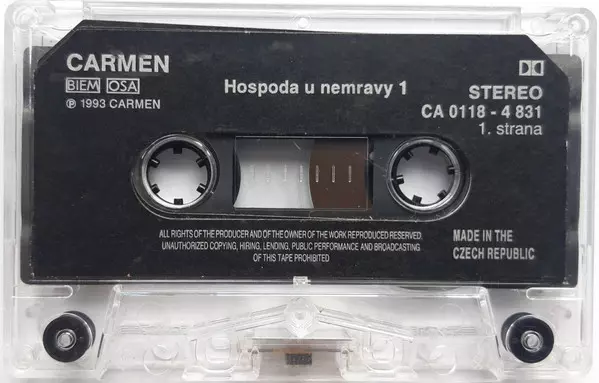 CARMEN
BIEM OSA
℗ 1993 CARMEN
Hospoda u nemravy 1
STEREO
CA 0118 - 4 831
1. strana
ALL RIGHTS OF THE PRODUCER AND OF THE OWNER OF THE WORK REPRODUCED RESERVED.
UNAUTHORIZED COPYING, HIRING, LENDING, PUBLIC PERFORMANCE AND BROADCASTING
OF THIS TAPE PROHIBITED
MADE IN THE
CZECH REPUBLIC